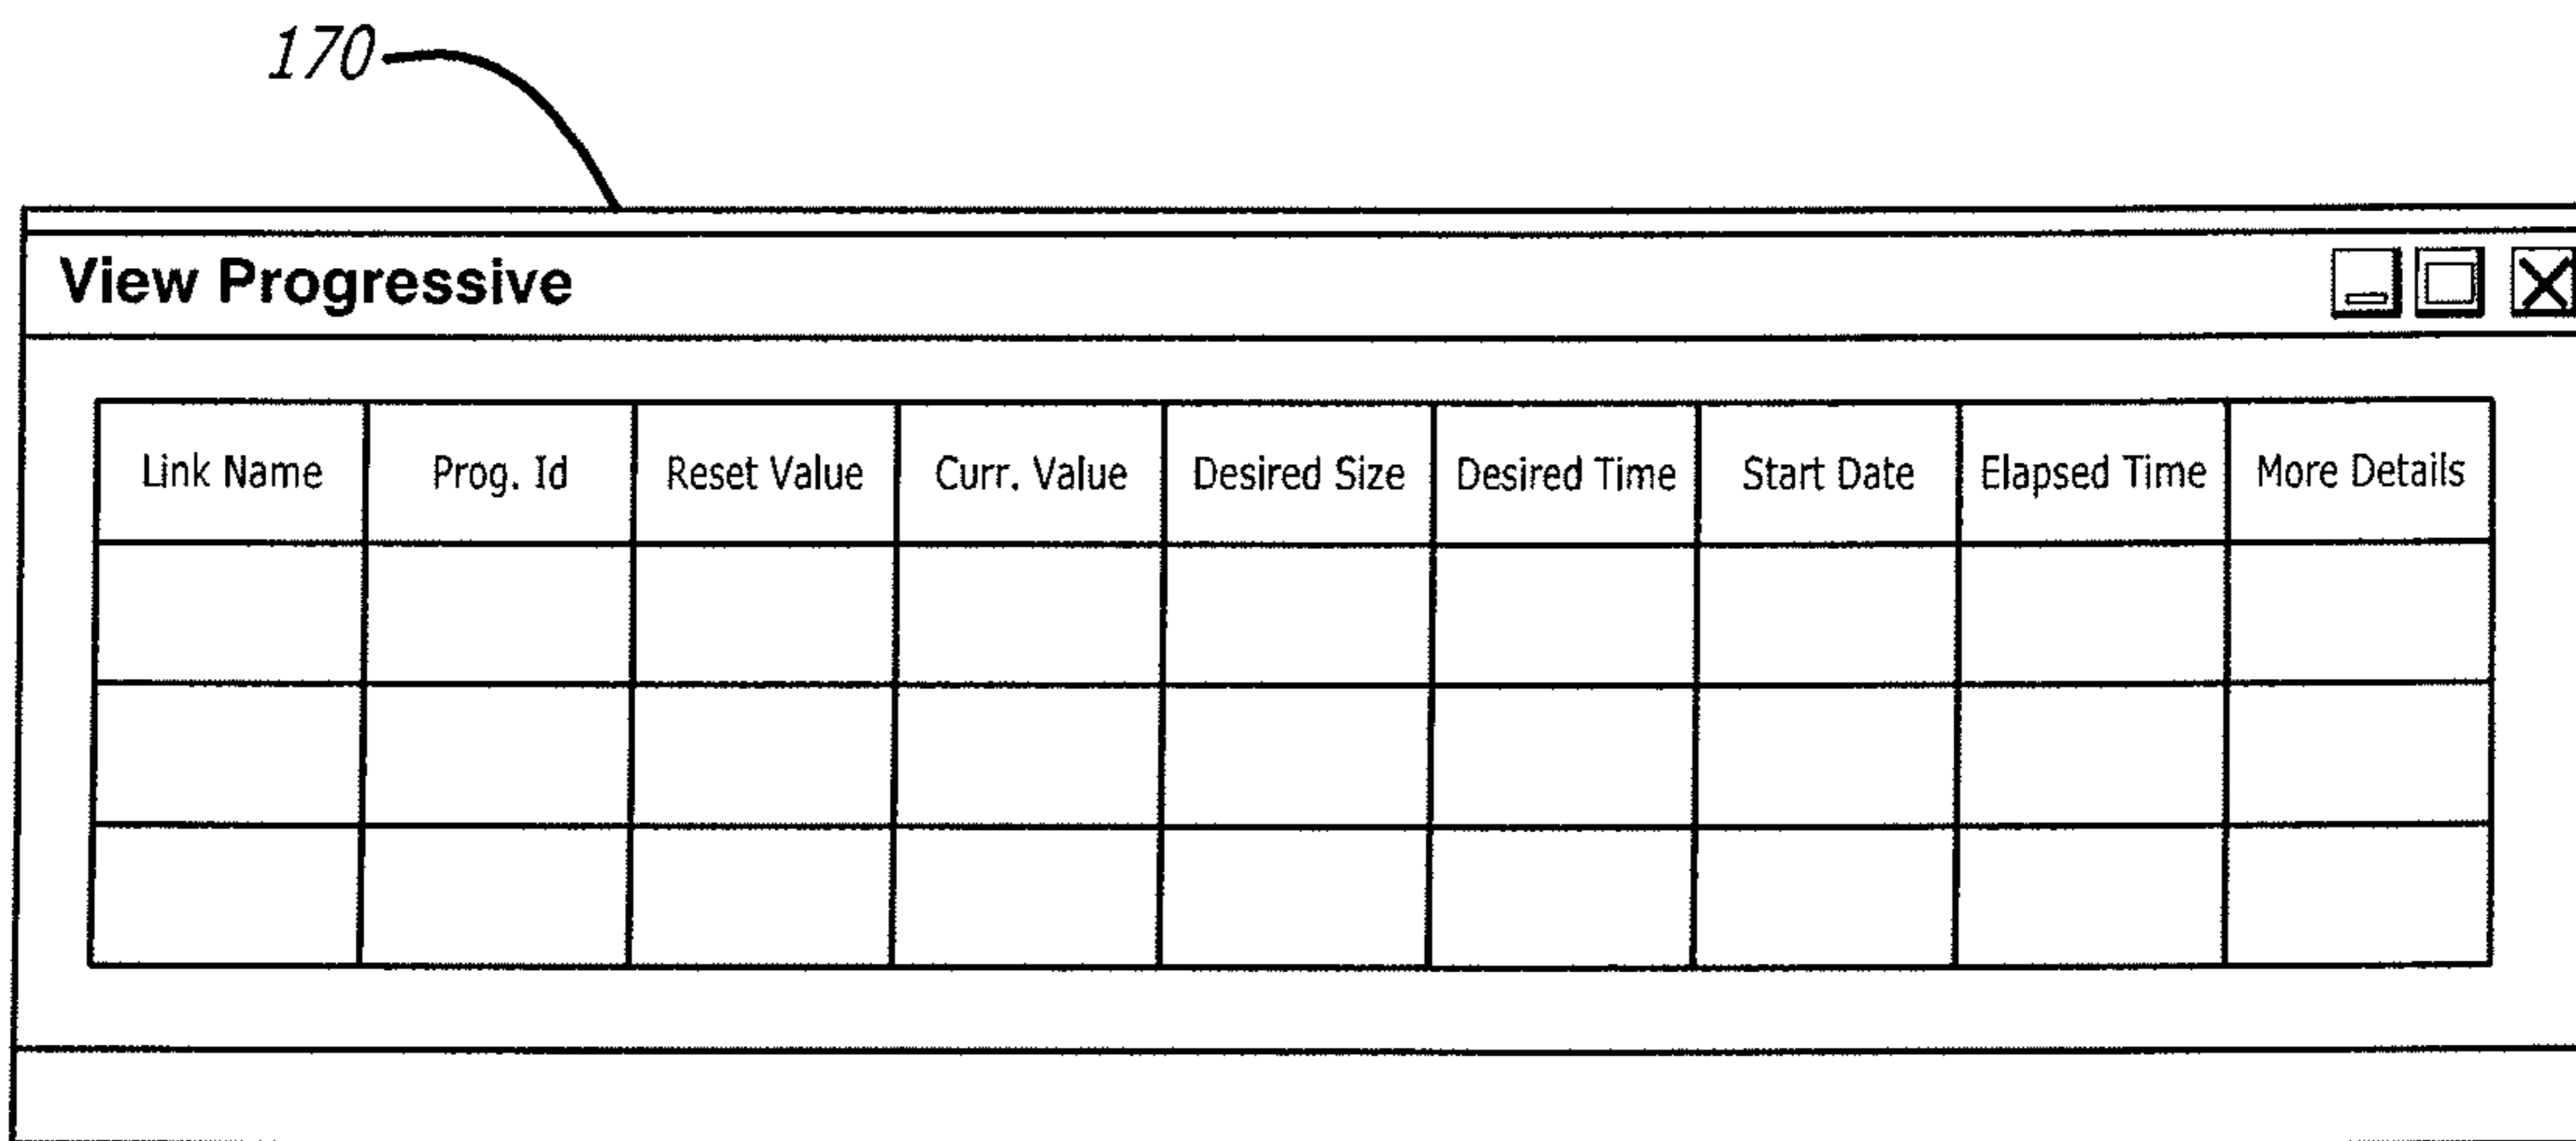 170
View Progressive
Link Name Prog. Id Reset Value Curr. Value Desired Size Desired Time Start Date Elapsed Time More Details